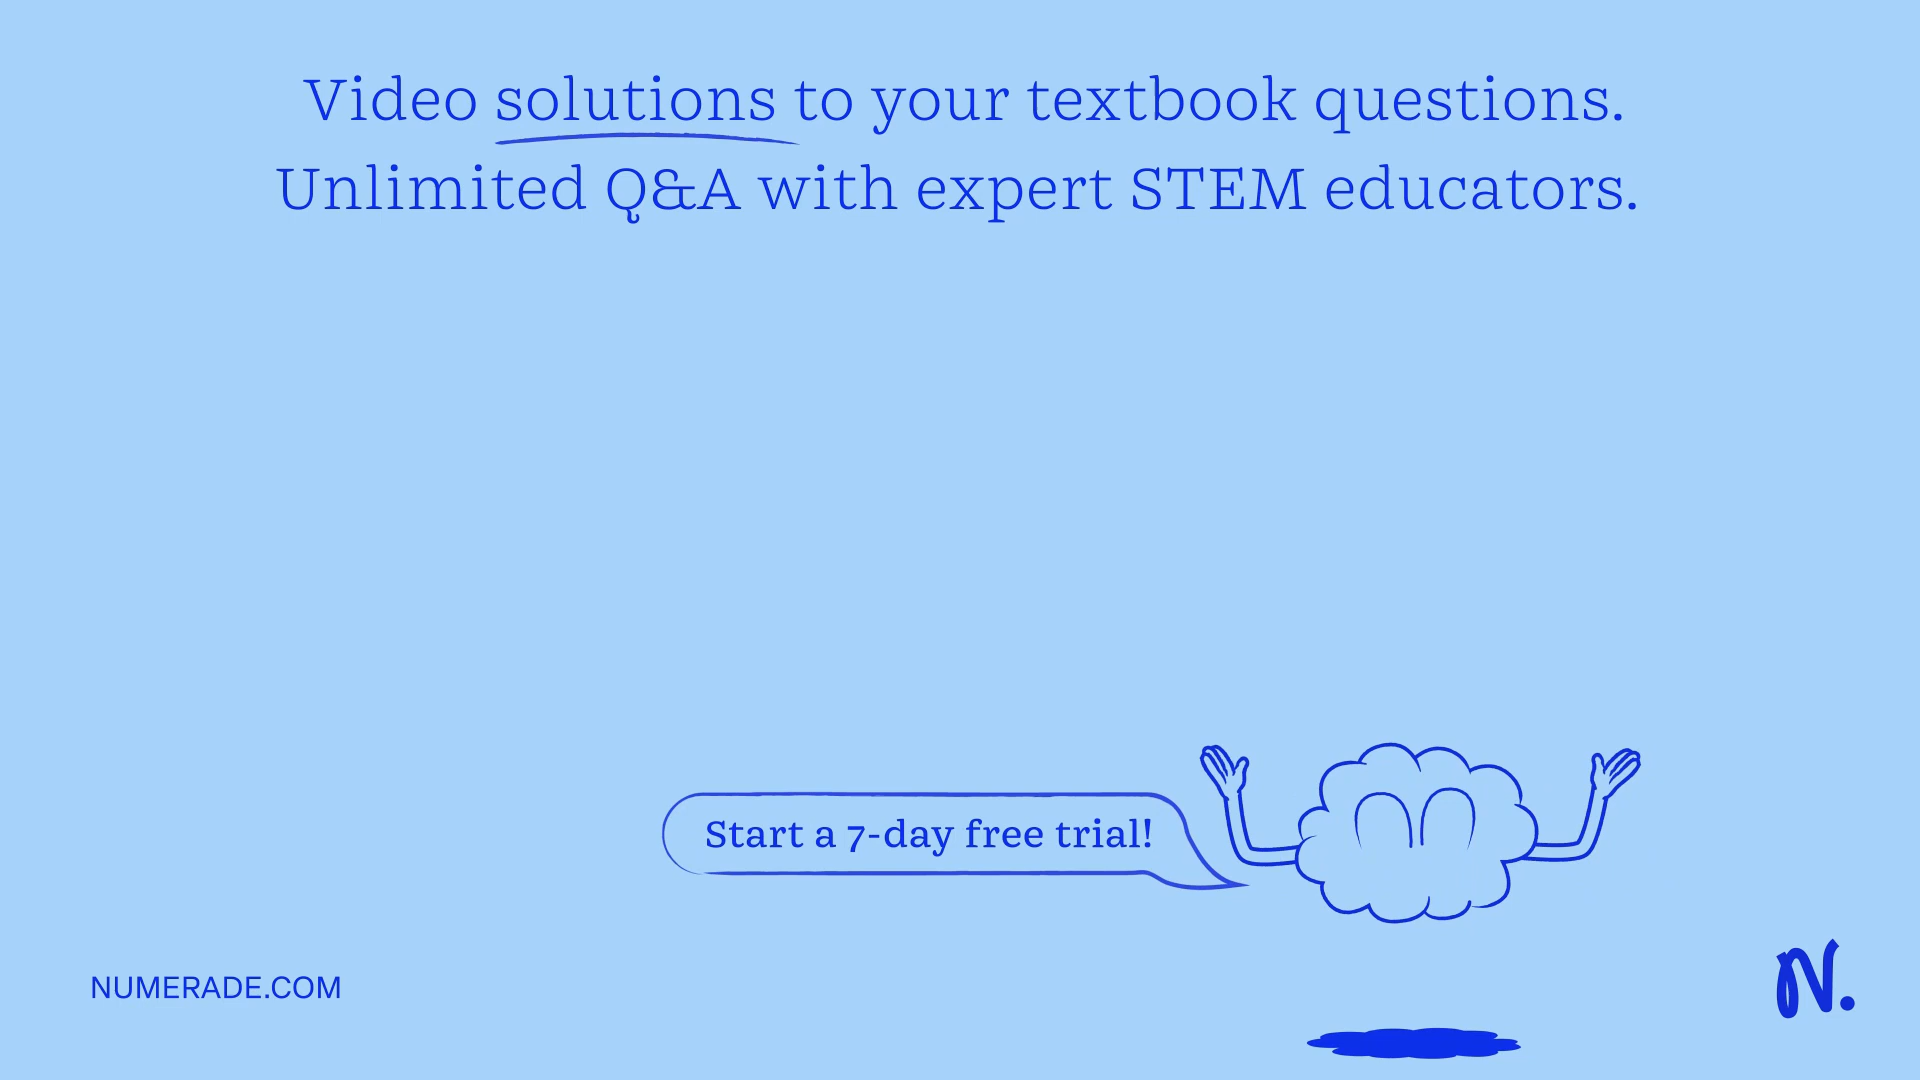 Video solutions to your textbook questions.
Unlimited Q&A with expert STEM educators.
Start a 7-day free trial!
NUMERADE.COM
N.